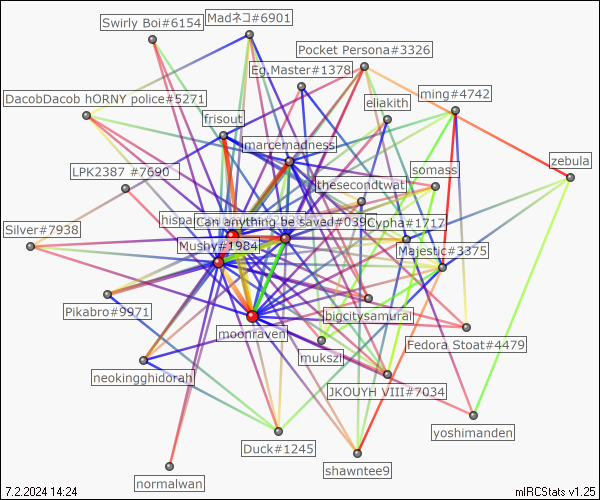 Swirly Boi#6154
Madネコ#6901
Pocket Persona#3326
Eg.Master#1378
DacobDacob hORNY police#5271
eliakith
ming#4742
frisout
marcemadness
zebula
LPK2387 #7690
somass
thesecondtwat
hispa
Can anything be saved#039
Cypha#1717
Silver#7938
Mushy#1984
Majestic#3375
Pikabro#9971
bigcitysamurai
moonraven
Fedora Stoat#4479
mukszi
neokingghidorah
JKOUYH VIII#7034
yoshimanden
Duck#1245
shawntee9
normalwan
7.2.2024 14:24
mIRCStats v1.25